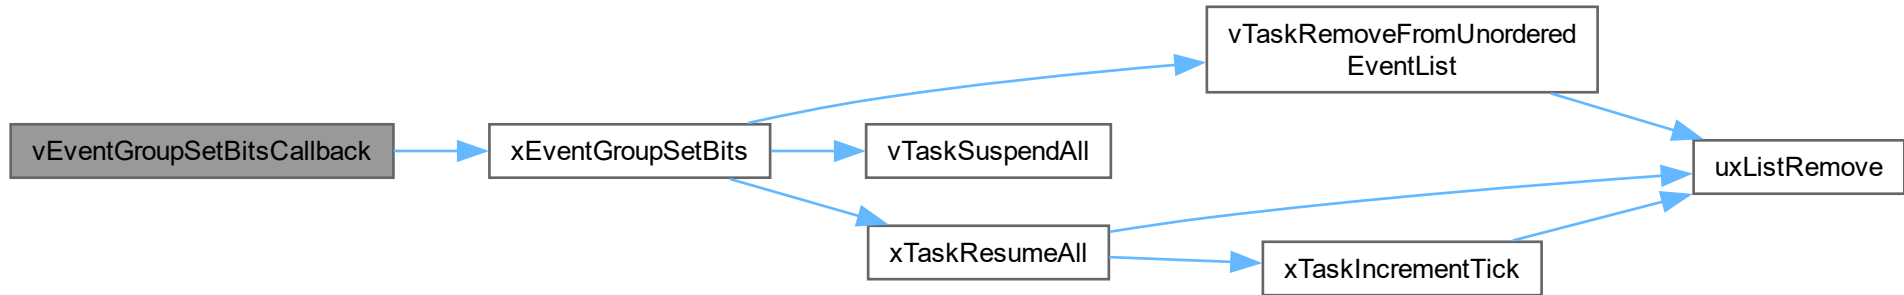 vTaskRemoveFromUnordered
EventList
vEventGroupSetBitsCallback
xEventGroupSetBits
vTaskSuspendAll
uxListRemove
xTaskResumeAll
xTaskIncrementTick